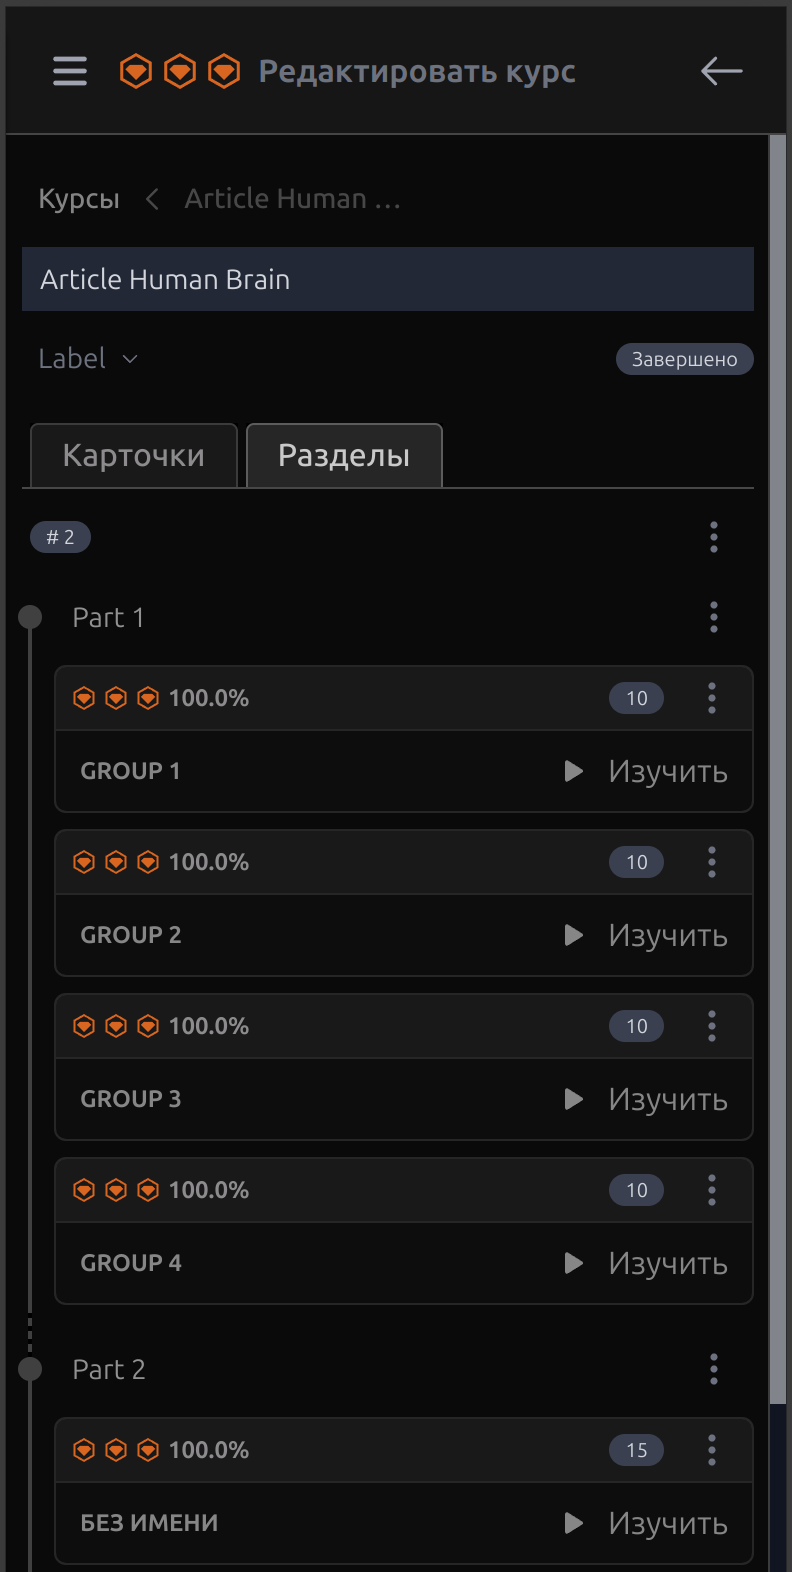 Редактировать курс
Курсы Article Human ...
Article Human Brain
Label Завершено
Карточки Разделы
# 2
Part 1
100.0% 10
GROUP 1 Изучить
100.0% 10
GROUP 2 Изучить
100.0% 10
GROUP 3 Изучить
100.0% 10
GROUP 4 Изучить
Part 2
100.0% 15
БЕЗ ИМЕНИ Изучить